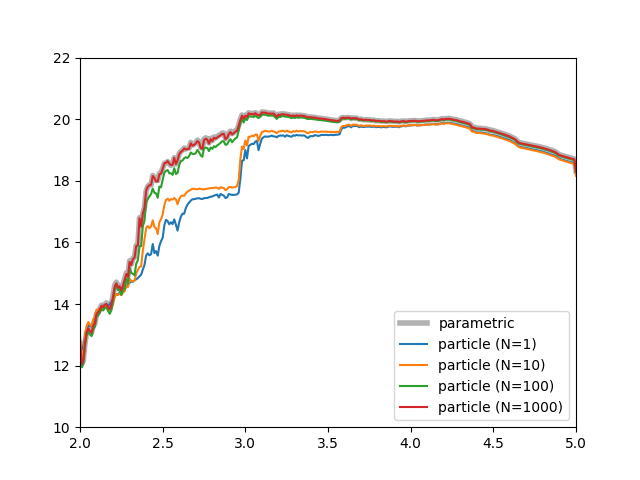 22
20
18
16
14
12
10
2.0 2.5 3.0 3.5 4.0 4.5 5.0
parametric
particle (N=1)
particle (N=10)
particle (N=100)
particle (N=1000)